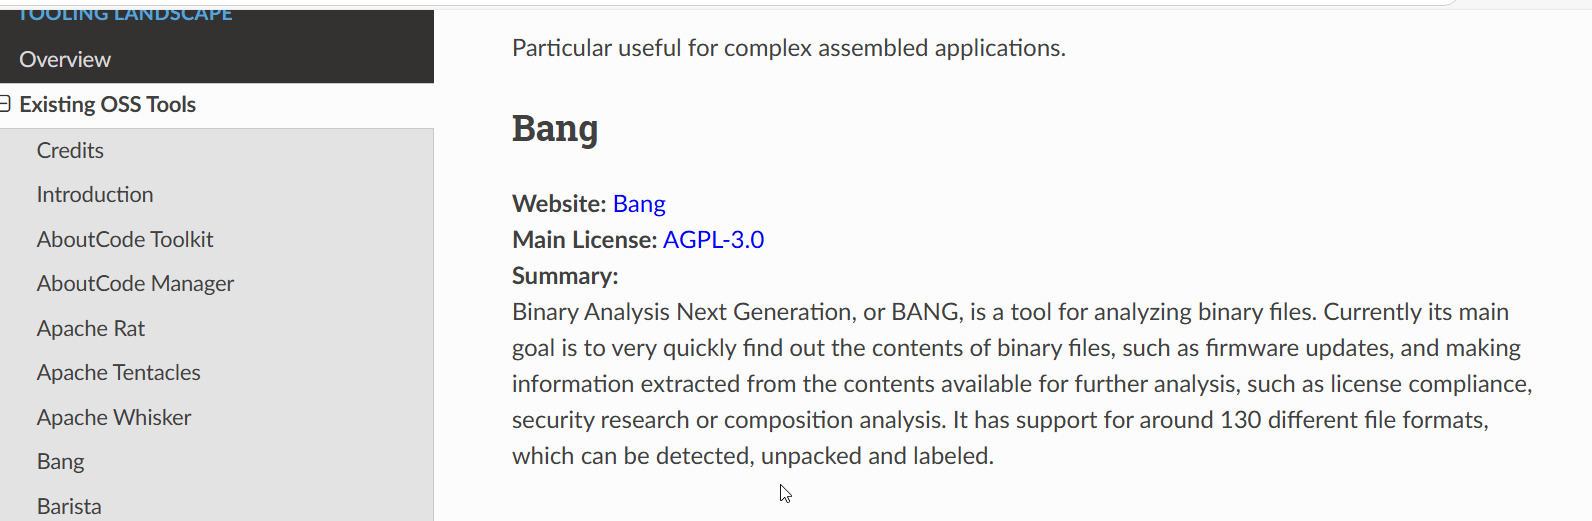 TOOLING LANDSCAPE
Overview
Existing OSS Tools
Credits
Introduction
AboutCode Toolkit
AboutCode Manager
Apache Rat
Apache Tentacles
Apache Whisker
Bang
Barista
Particular useful for complex assembled applications.
Bang
Website: Bang
Main License: AGPL-3.0
Summary:
Binary Analysis Next Generation, or BANG, is a tool for analyzing binary files. Currently its main
goal is to very quickly find out the contents of binary files, such as firmware updates, and making
information extracted from the contents available for further analysis, such as license compliance,
security research or composition analysis. It has support for around 130 different file formats,
which can be detected, unpacked and labeled.